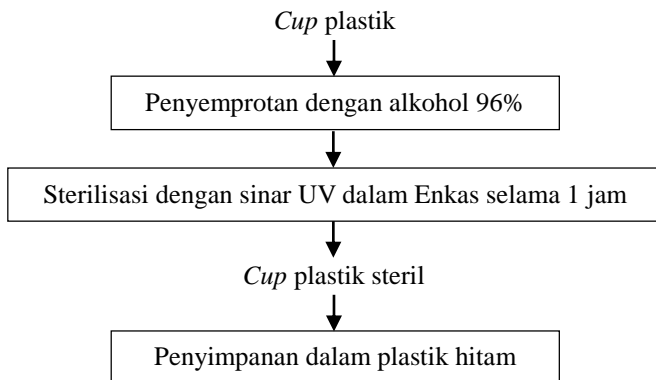 Cup plastik
Penyemprotan dengan alkohol 96%
Sterilisasi dengan sinar UV dalam Enkas selama 1 jam
Cup plastik steril
Penyimpanan dalam plastik hitam